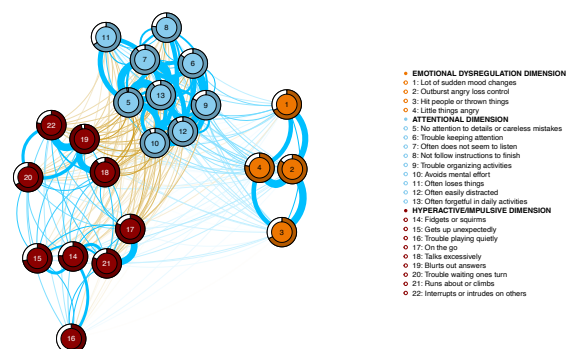 8
11
7
6
13
5
9
12
10
1
22
19
4
2
18
20
17
3
15
14
21
16
EMOTIONAL DYSREGULATION DIMENSION
1: Lot of sudden mood changes
2: Outburst angry loss control
3: Hit people or thrown things
4: Little things angry
ATTENTIONAL DIMENSION
5: No attention to details or careless mistakes
6: Trouble keeping attention
7: Often does not seem to listen
8: Not follow instructions to finish
9: Trouble organizing activities
10: Avoids mental effort
11: Often loses things
12: Often easily distracted
13: Often forgetful in daily activities
HYPERACTIVE/IMPULSIVE DIMENSION
14: Fidgets or squirms
15: Gets up unexpectedly
16: Trouble playing quietly
17: On the go
18: Talks excessively
19: Blurts out answers
20: Trouble waiting ones turn
21: Runs about or climbs
22: Interrupts or intrudes on others